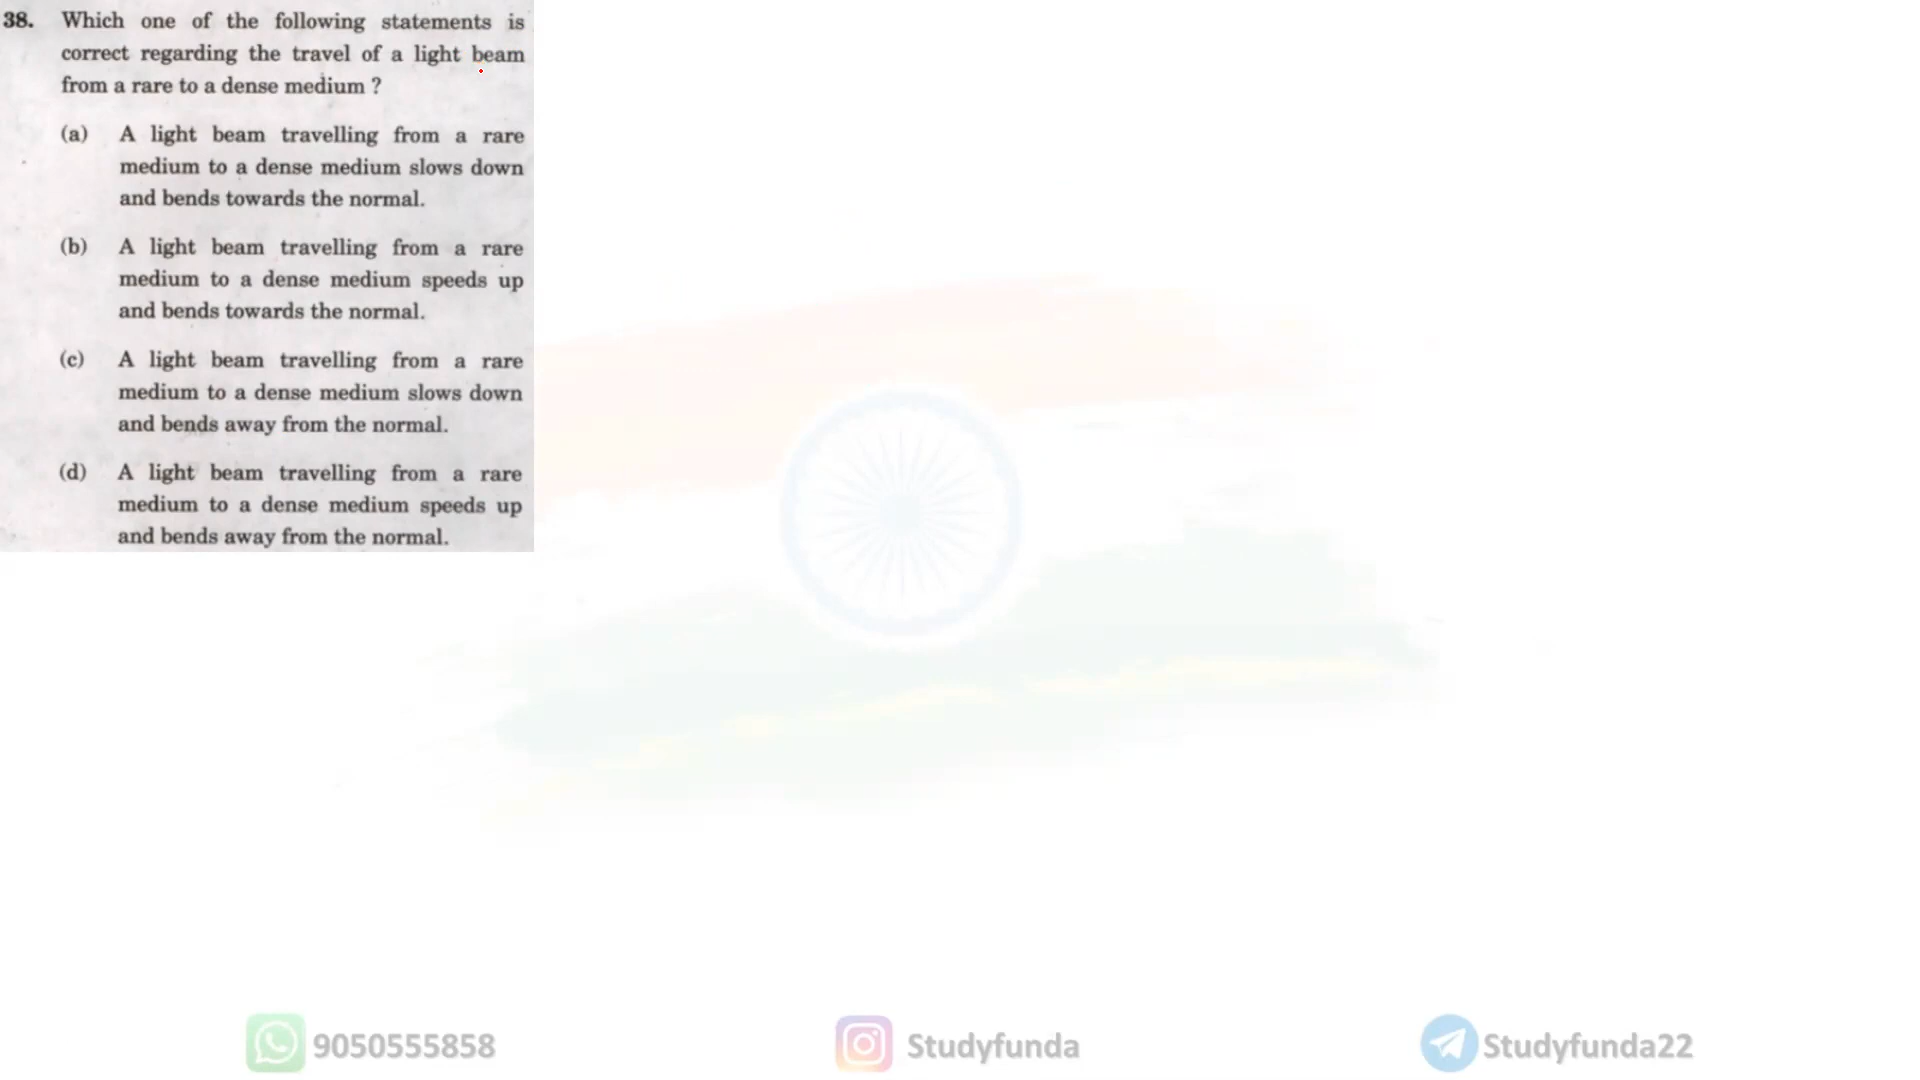 38. Which one of the following statements is
correct regarding the travel of a light beam
from a rare to a dense medium ?
(a) A light beam travelling from a rare
medium to a dense medium slows down
and bends towards the normal.
(b) A light beam travelling from a rare
medium to a dense medium speeds up
and bends towards the normal.
(c) A light beam travelling from a rare
medium to a dense medium slows down
and bends away from the normal.
(d) A light beam travelling from a rare
medium to a dense medium speeds up
and bends away from the normal.
9050555858
Studyfunda
Studyfunda22